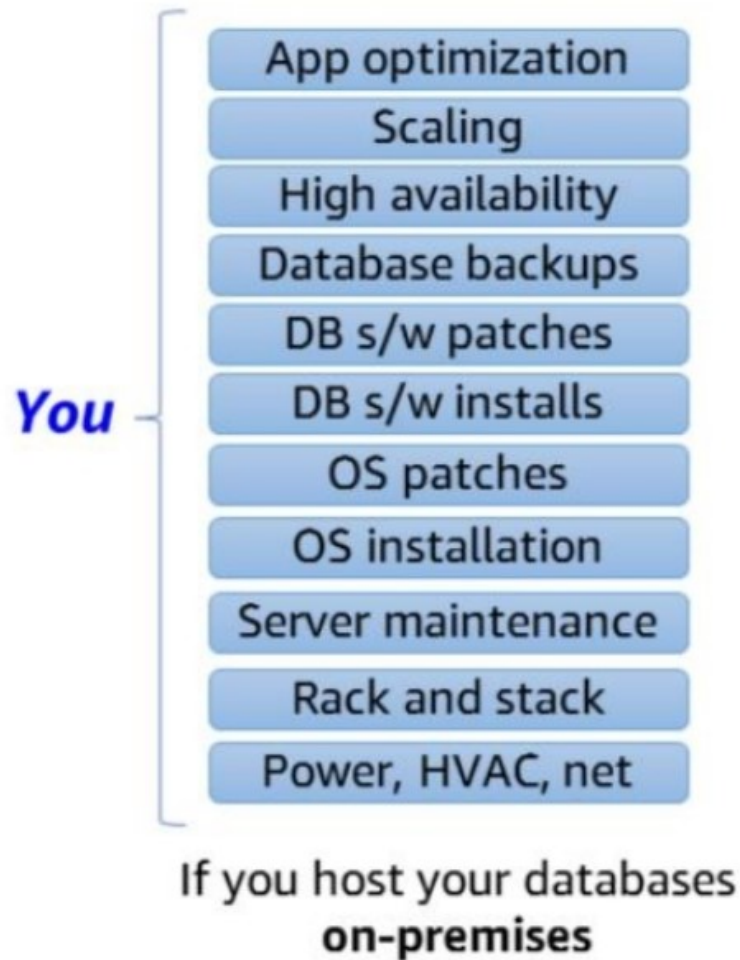 App optimization
Scaling
High availability
Database backups
DB s/w patches
DB s/w installs
You
OS patches
OS installation
Server maintenance
Rack and stack
Power, HVAC, net
If you host your databases
on-premises